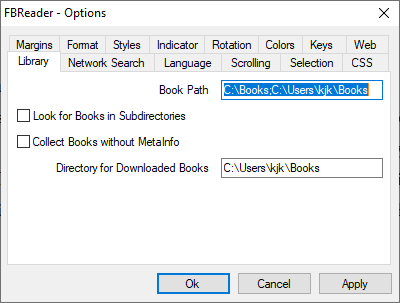 FBReader - Options
Margins Format Styles Indicator Rotation Colors Keys Web
Library Network Search Language Scrolling Selection CSS
Book Path C:\Books;C:\Users\kjk\Books
Look for Books in Subdirectories
Collect Books without MetaInfo
Directory for Downloaded Books C:\Users\kjk\Books
Ok Cancel Apply